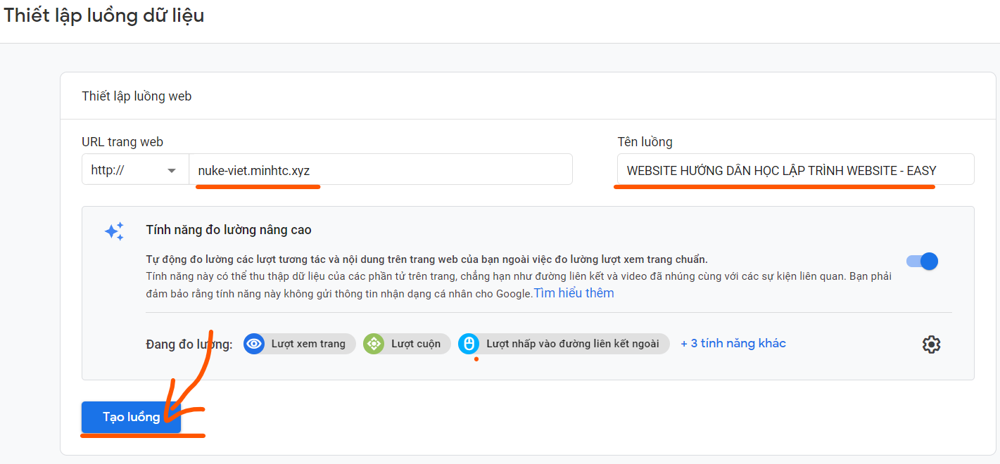 Thiết lập luồng dữ liệu
Thiết lập luồng web
URL trang web
Tên luồng
http://
nuke-viet.minhtc.xyz
WEBSITE HƯỚNG DẪN HỌC LẬP TRÌNH WEBSITE - EASY
Tính năng đo lường nâng cao
Tự động đo lường các lượt tương tác và nội dung trên trang web của bạn ngoài việc đo lường lượt xem trang chuẩn.
Tính năng này có thể thu thập dữ liệu của các phần tử trên trang, chẳng hạn như đường liên kết và video đã nhúng cùng với các sự kiện liên quan. Bạn phải
đảm bảo rằng tính năng này không gửi thông tin nhận dạng cá nhân cho Google.Tìm hiểu thêm
Đang đo lường:
Lượt xem trang
Lượt cuộn
Lượt nhấp vào đường liên kết ngoài
+ 3 tính năng khác
Tạo luồng